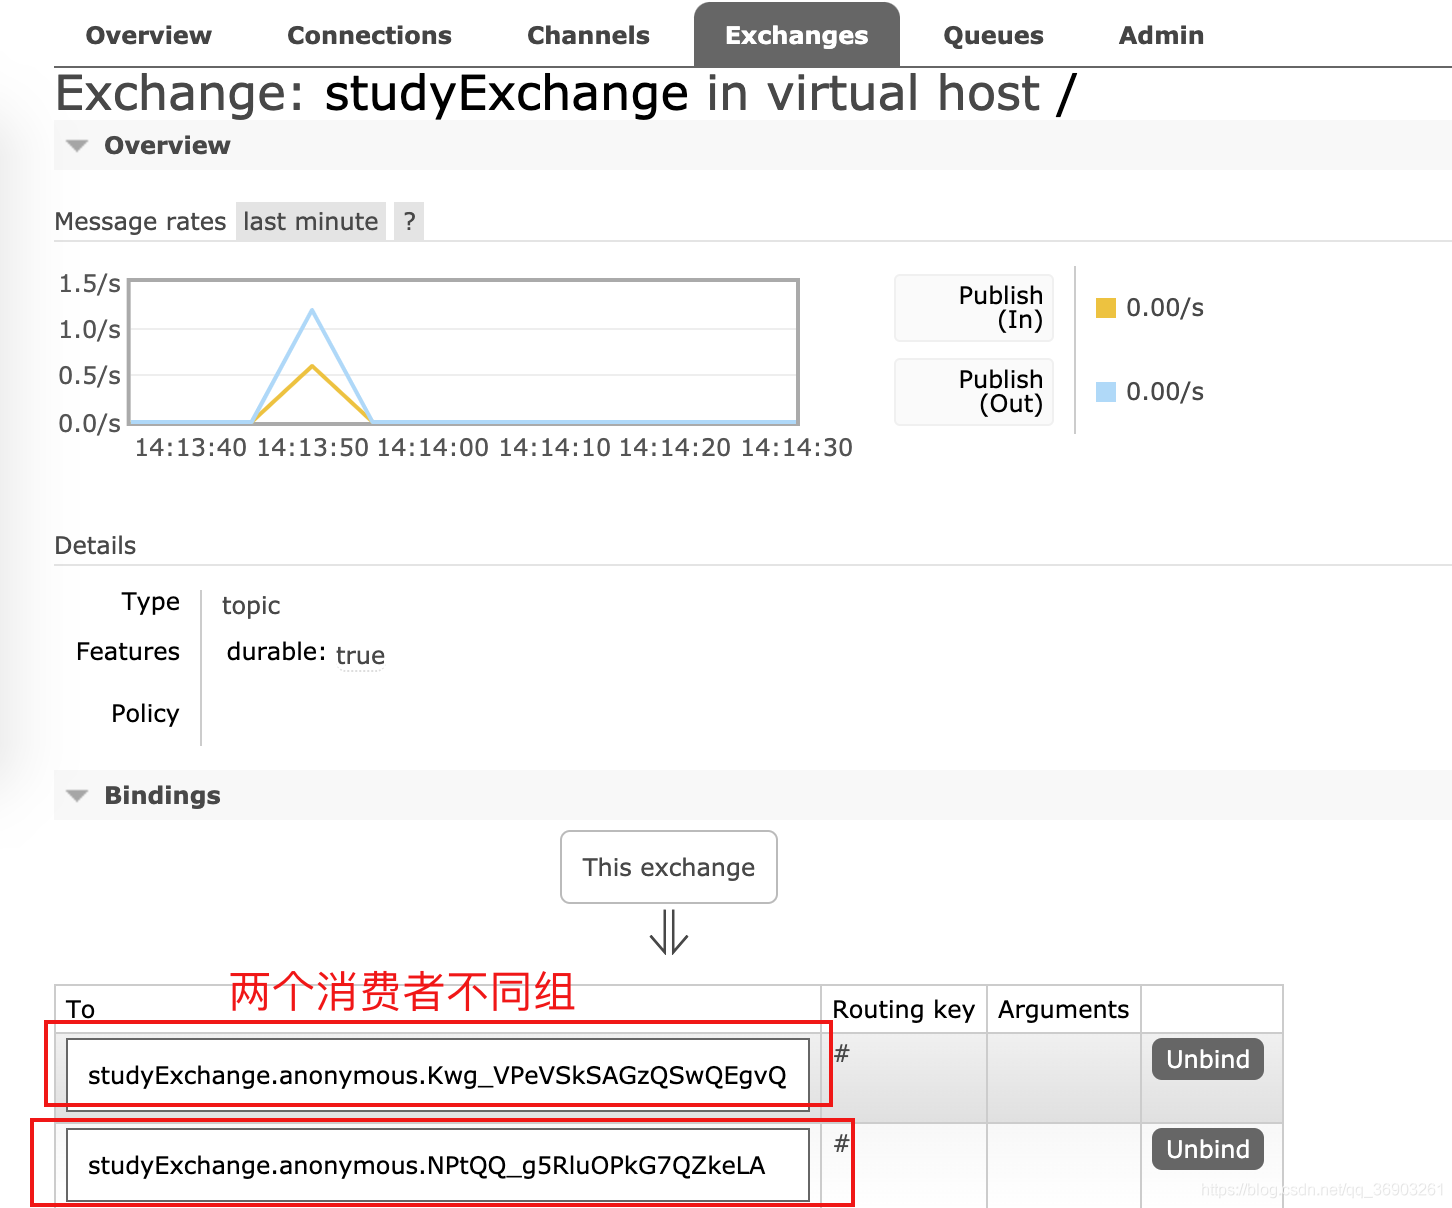 Overview Connections Channels Exchanges Queues Admin
Exchange: studyExchange in virtual host /
Overview
Message rates last minute ?
1.5/s
1.0/s
0.5/s
0.0/s
14:13:40 14:13:50 14:14:00 14:14:10 14:14:20 14:14:30
Publish
(In)
0.00/s
Publish
(Out)
0.00/s
Details
Type topic
Features durable: true
Policy
Bindings
This exchange
⇓
两个消费者不同组
To Routing key Arguments
studyExchange.anonymous.Kwg_VPeVSkSAGzQSwQEgvQ # Unbind
studyExchange.anonymous.NPtQQ_g5RluOPkG7QZkeLA # Unbind
https://blog.csdn.net/qq_36903261